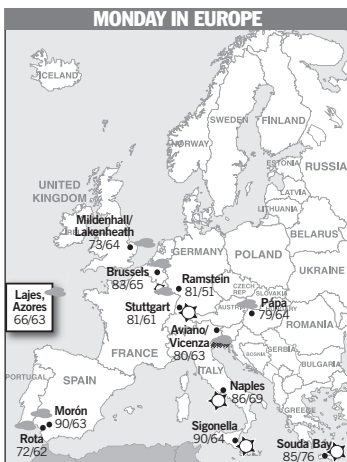 MONDAY IN EUROPE
ICELAND
SWEDEN
FINLAND
NORWAY
ESTONIA
RUSSIA
LATVIA
LITHUANIA
UNITED
KINGDOM
Mildenhall/
Lakenheath
73/64
BELARUS
POLAND
GERMANY
UKRAINE
Brussels
83/65
Ramstein
81/51
CZECH
REP
SLOVAKIA
Lajes,
Azores
66/63
Stuttgart
81/61
Pápa
79/64
Aviano/
Vicenza
80/63
ROMANIA
FRANCE
BOSNIA
SERBIA
ITALY
BULGARIA
PORTUGAL
SPAIN
Naples
86/69
GREECE
Morón
90/63
Sigonella
90/64
Rota
72/62
Souda Bay
85/76